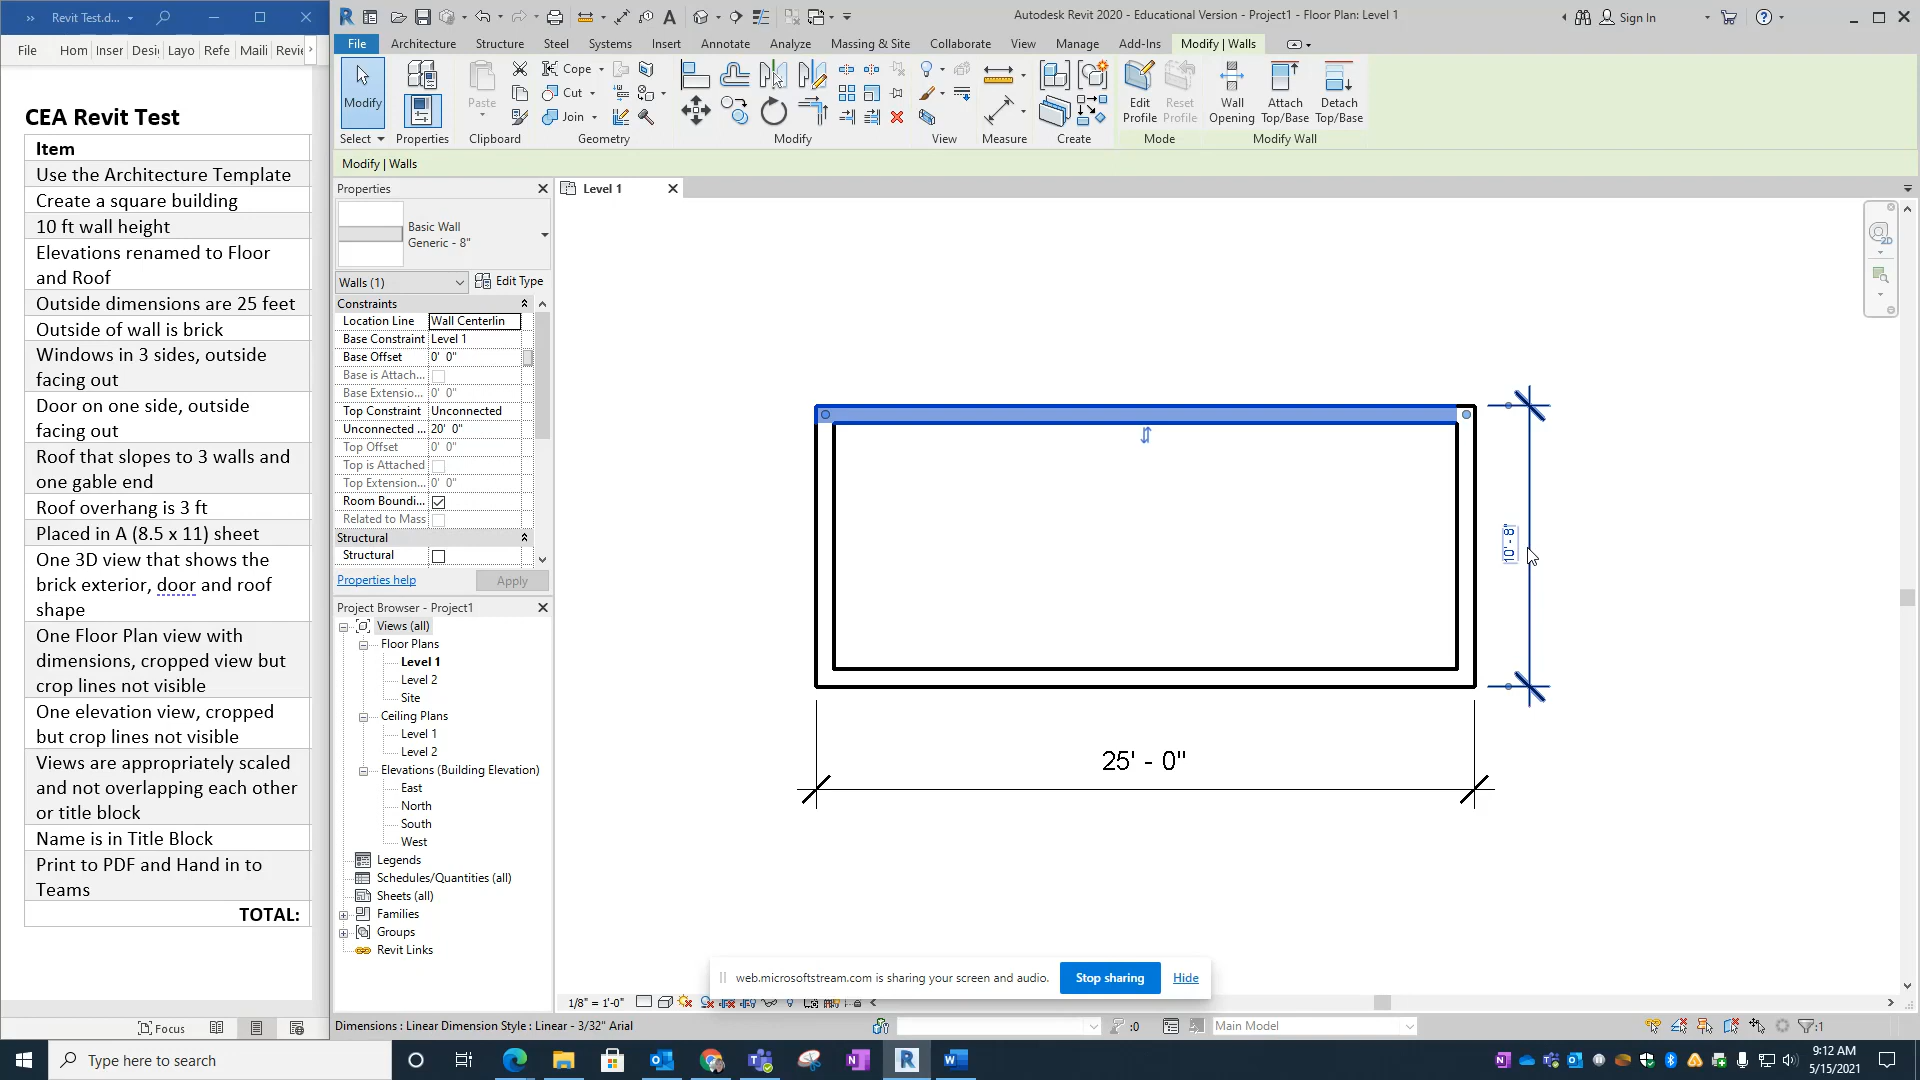 Revit Test.d...
File Hom Inser Desi Layo Refe Maili Revie
CEA Revit Test
Item
Use the Architecture Template
Create a square building
10 ft wall height
Elevations renamed to Floor
and Roof
Outside dimensions are 25 feet
Outside of wall is brick
Windows in 3 sides, outside
facing out
Door on one side, outside
facing out
Roof that slopes to 3 walls and
one gable end
Roof overhang is 3 ft
Placed in A (8.5 x 11) sheet
One 3D view that shows the
brick exterior, door and roof
shape
One Floor Plan view with
dimensions, cropped view but
crop lines not visible
One elevation view, cropped
but crop lines not visible
Views are appropriately scaled
and not overlapping each other
or title block
Name is in Title Block
Print to PDF and Hand in to
Teams
TOTAL:
Focus
Autodesk Revit 2020 - Educational Version - Project1 - Floor Plan: Level 1
Sign In
File Architecture Structure Steel Systems Insert Annotate Analyze Massing & Site Collaborate View Manage Add-Ins Modify | Walls
Modify
Select
Properties
Paste
Clipboard
Cope
Cut
Join
Geometry
Modify
View
Measure
Create
Edit Profile
Reset Profile
Mode
Wall Opening
Attach Top/Base
Detach Top/Base
Modify Wall
Modify | Walls
Properties
Basic Wall
Generic - 8"
Walls (1) Edit Type
Constraints
Location Line Wall Centerlin
Base Constraint Level 1
Base Offset 0' 0"
Base is Attach...
Base Extensio... 0' 0"
Top Constraint Unconnected
Unconnected ... 20' 0"
Top Offset 0' 0"
Top is Attached
Top Extension... 0' 0"
Room Boundi...
Related to Mass
Structural
Structural
Properties help Apply
Project Browser - Project1
Views (all)
Floor Plans
Level 1
Level 2
Site
Ceiling Plans
Level 1
Level 2
Elevations (Building Elevation)
East
North
South
West
Legends
Schedules/Quantities (all)
Sheets (all)
Families
Groups
Revit Links
Level 1
2D
10' - 8"
25' - 0"
web.microsoftstream.com is sharing your screen and audio. Stop sharing Hide
1/8" = 1'-0"
Dimensions : Linear Dimension Style : Linear - 3/32" Arial
:0
Main Model
:1
Type here to search
9:12 AM
5/15/2021